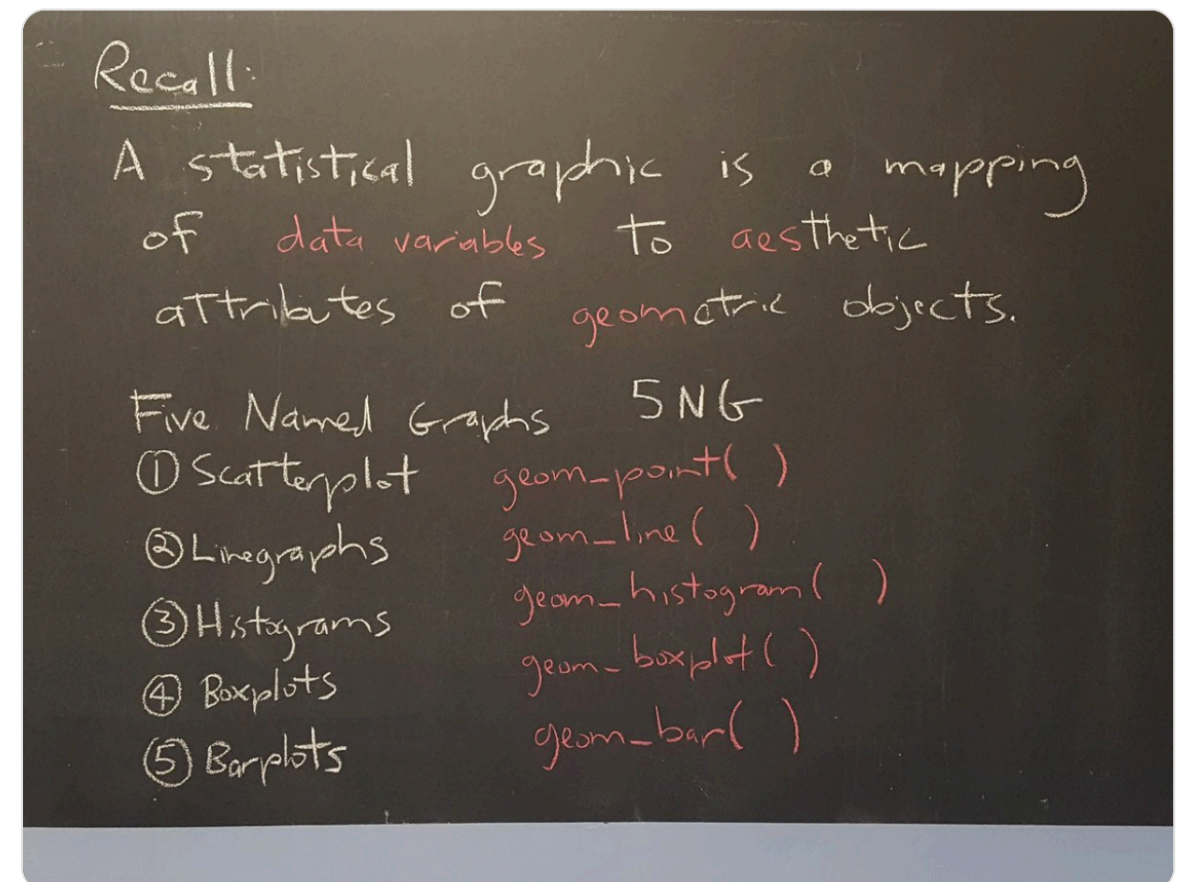 Recall:
A statistical graphic is a mapping
of data variables to aesthetic
attributes of geometric objects.
Five Named Graphs 5NG
① Scatterplot geom_point( )
② Linegraphs geom_line( )
③ Histograms geom_histogram( )
④ Boxplots geom_boxplot( )
⑤ Barplots geom_bar( )